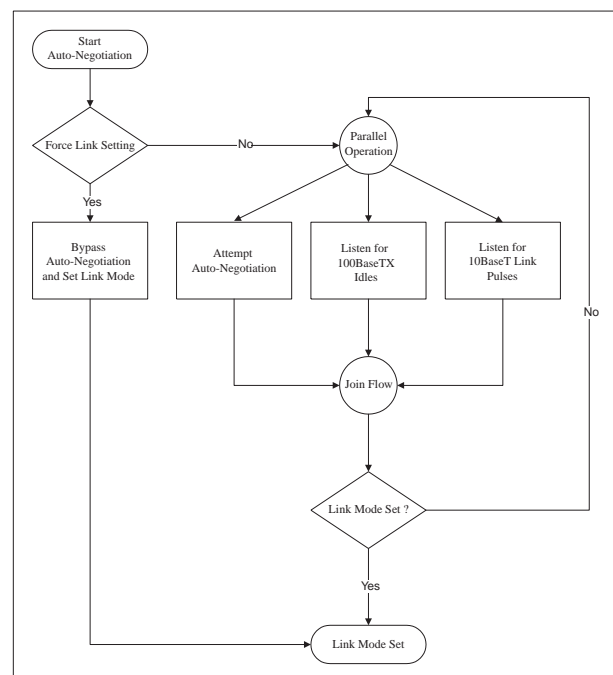 Start
Auto-Negotiation
Force Link Setting
No
Parallel
Operation
Yes
Bypass
Auto-Negotiation
and Set Link Mode
Attempt
Auto-Negotiation
Listen for
100BaseTX
Idles
Listen for
10BaseT Link
Pulses
No
Join Flow
Link Mode Set ?
Yes
Link Mode Set